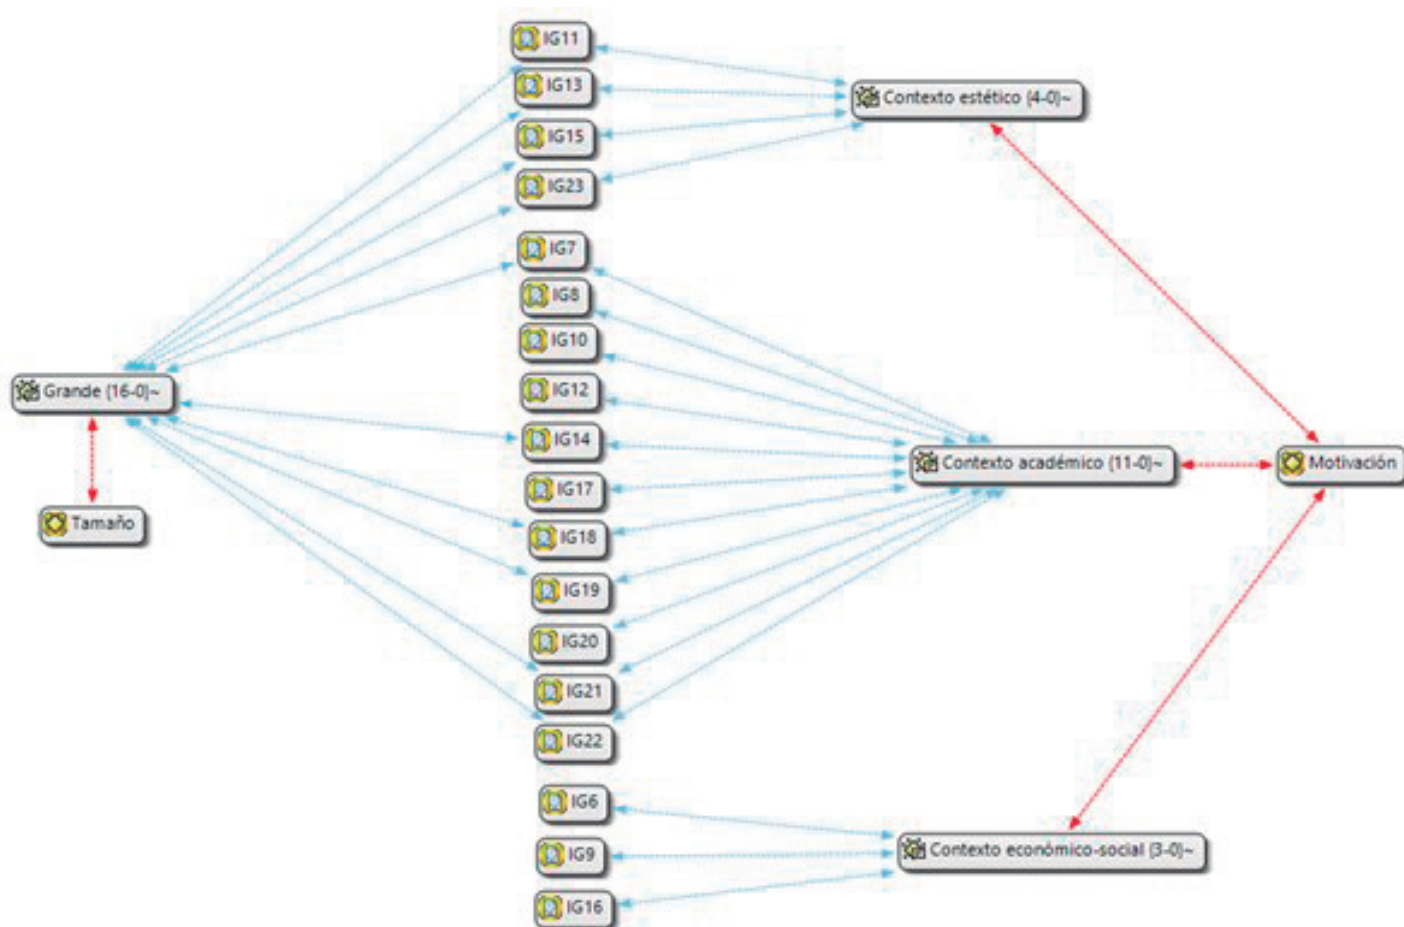 IG11
IG13
IG15
IG23
IG7
IG8
IG10
IG12
IG14
IG17
IG18
IG19
IG20
IG21
IG22
IG6
IG9
IG16
Grande (16-0)~
Tamaño
Contexto estético (4-0)~
Contexto académico (11-0)~
Motivación
Contexto económico-social (3-0)~